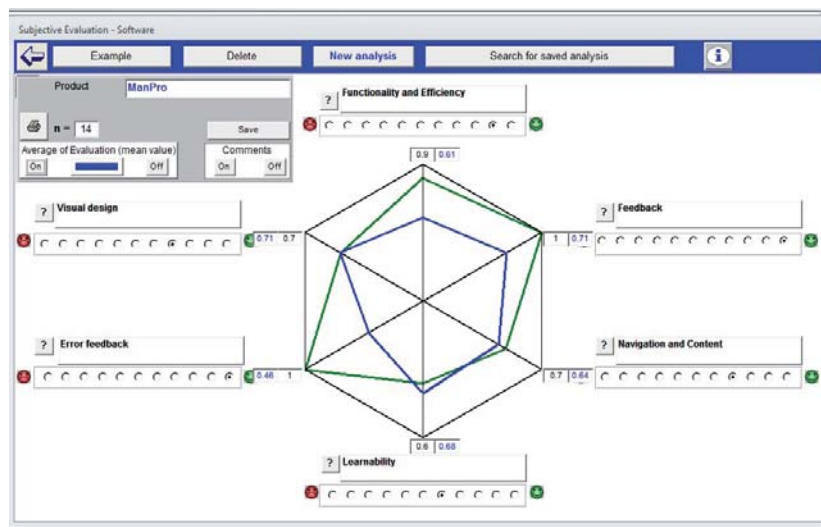 Subjective Evaluation - Software
Example
Delete
New analysis
Search for saved analysis
i
Product
ManPro
n = 14
Save
Average of Evaluation (mean value)
On
Off
Comments
On
Off
? Functionality and Efficiency
0.9 0.61
? Visual design
0.71 0.7
? Feedback
1 0.71
? Error feedback
0.46 1
? Navigation and Content
0.7 0.64
0.6 0.68
? Learnability